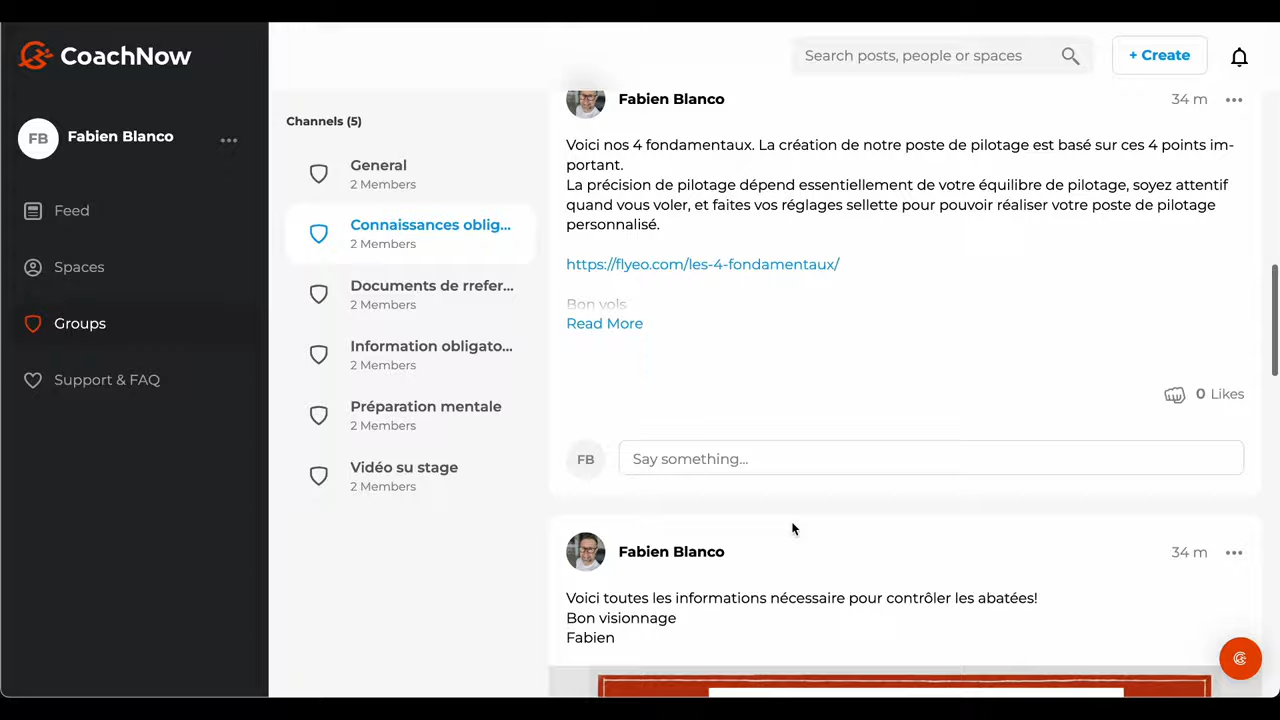 CoachNow
Search posts, people or spaces
+ Create
FB
Fabien Blanco
Feed
Spaces
Groups
Support & FAQ
Channels (5)
General
2 Members
Connaissances oblig...
2 Members
Documents de rrefer...
2 Members
Information obligato...
2 Members
Préparation mentale
2 Members
Vidéo su stage
2 Members
Fabien Blanco
34 m
Voici nos 4 fondamentaux. La création de notre poste de pilotage est basé sur ces 4 points im-
portant.
La précision de pilotage dépend essentiellement de votre équilibre de pilotage, soyez attentif
quand vous voler, et faites vos réglages sellette pour pouvoir réaliser votre poste de pilotage
personnalisé.
https://flyeo.com/les-4-fondamentaux/
Bon vols
Read More
0 Likes
FB
Say something...
Fabien Blanco
34 m
Voici toutes les informations nécessaire pour contrôler les abatées!
Bon visionnage
Fabien